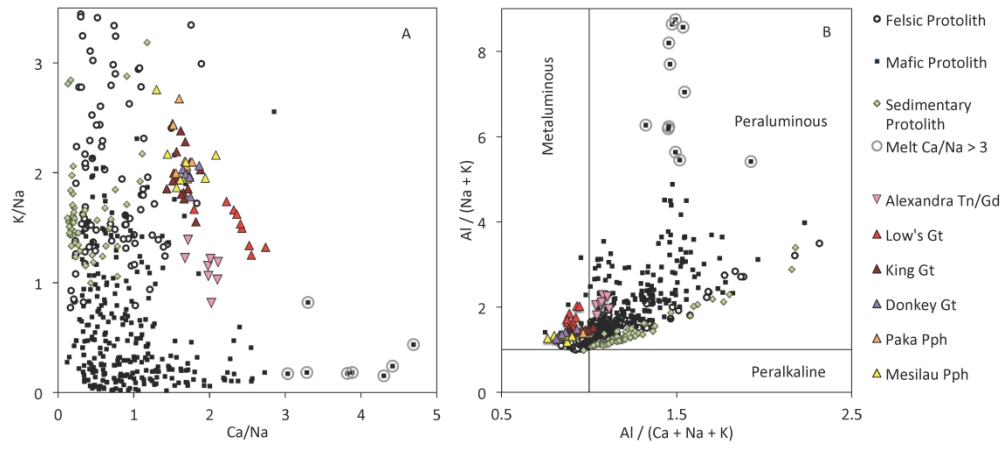 A
K/Na
3
2
1
0
0
1
2
3
4
5
Ca/Na
B
Al / (Na + K)
8
6
4
2
0
Metaluminous
Peraluminous
Peralkaline
0.5
1.5
2.5
Al / (Ca + Na + K)
Felsic Protolith
Mafic Protolith
Sedimentary
Protolith
Melt Ca/Na > 3
Alexandra Tn/Gd
Low's Gt
King Gt
Donkey Gt
Paka Pph
Mesilau Pph